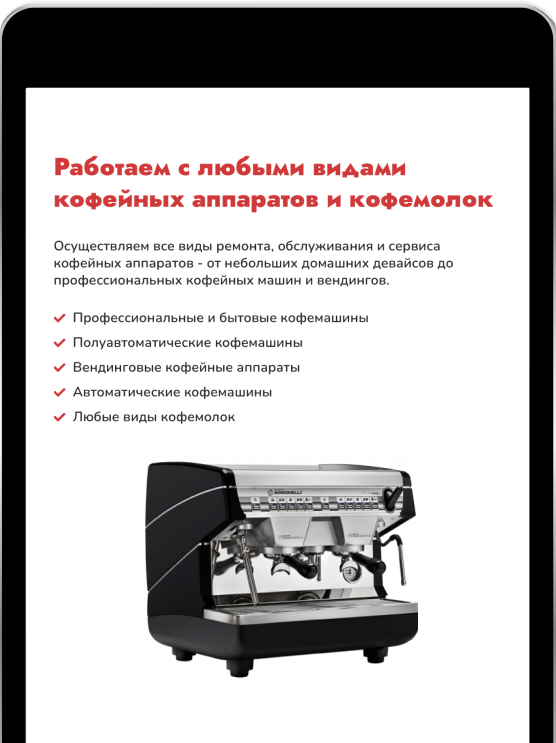 Работаем с любыми видами
кофейных аппаратов и кофемолок
Осуществляем все виды ремонта, обслуживания и сервиса
кофейных аппаратов - от небольших домашних девайсов до
профессиональных кофейных машин и вендингов.
Профессиональные и бытовые кофемашины
Полуавтоматические кофемашины
Вендинговые кофейные аппараты
Автоматические кофемашины
Любые виды кофемолок
SIMONELLI